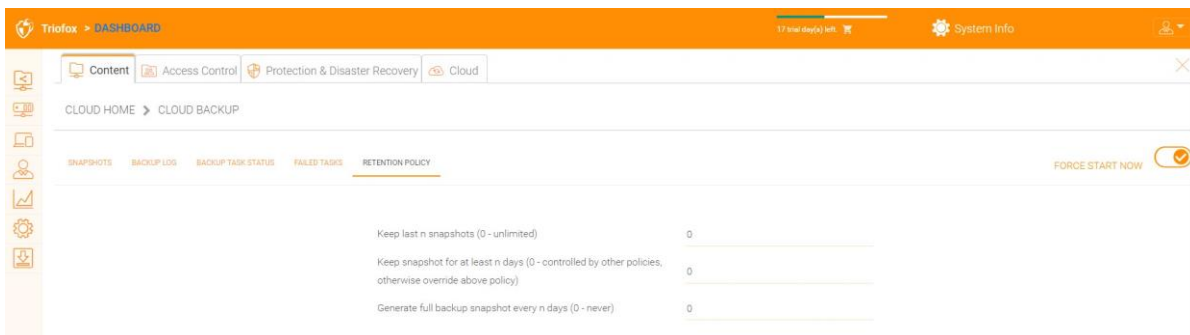 Triofox > DASHBOARD
17 trial day(s) left.
System Info
Content
Access Control
Protection & Disaster Recovery
Cloud
CLOUD HOME > CLOUD BACKUP
SNAPSHOTS
BACKUP LOG
BACKUP TASK STATUS
FAILED TASKS
RETENTION POLICY
FORCE START NOW
Keep last n snapshots (0 - unlimited)
0
Keep snapshot for at least n days (0 - controlled by other policies,
otherwise override above policy)
0
Generate full backup snapshot every n days (0 - never)
0